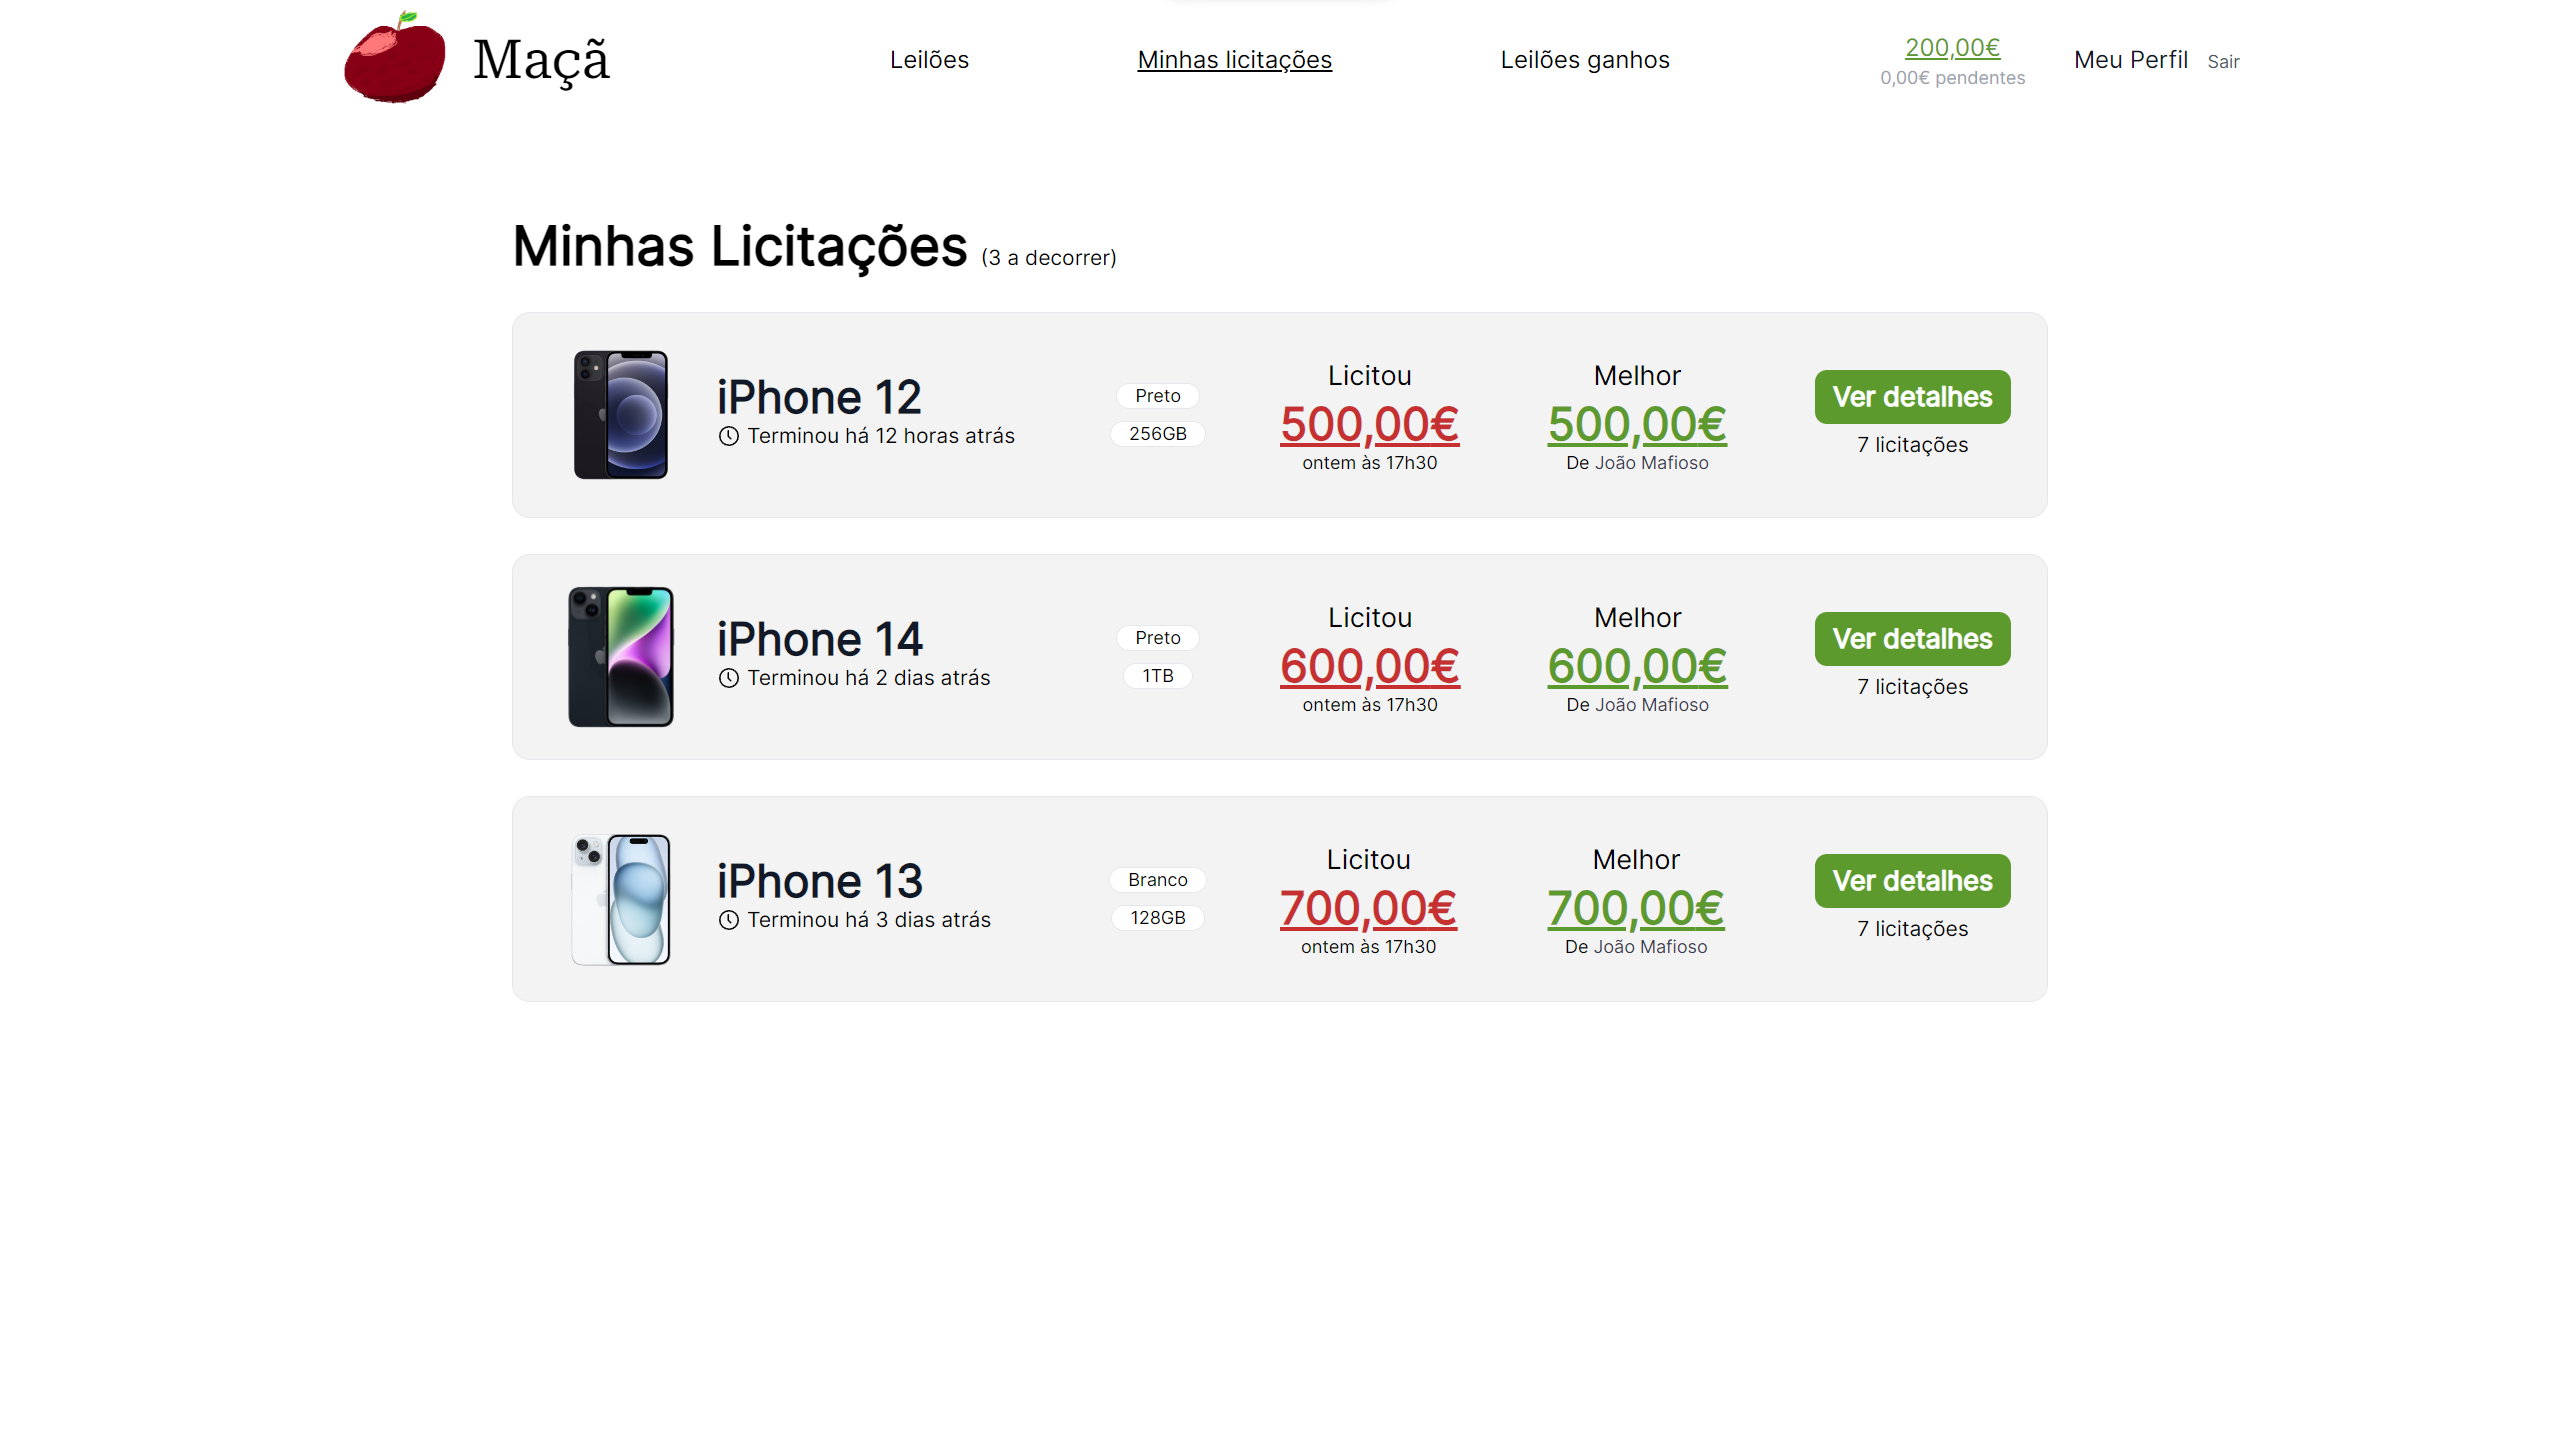 Maçã
Leilões
Minhas licitações
Leilões ganhos
200,00€
0,00€ pendentes
Meu Perfil
Sair
Minhas Licitações (3 a decorrer)
iPhone 12
Terminou há 12 horas atrás
Preto
256GB
Licitou
500,00€
ontem às 17h30
Melhor
500,00€
De João Mafioso
Ver detalhes
7 licitações
iPhone 14
Terminou há 2 dias atrás
Preto
1TB
Licitou
600,00€
ontem às 17h30
Melhor
600,00€
De João Mafioso
Ver detalhes
7 licitações
iPhone 13
Terminou há 3 dias atrás
Branco
128GB
Licitou
700,00€
ontem às 17h30
Melhor
700,00€
De João Mafioso
Ver detalhes
7 licitações